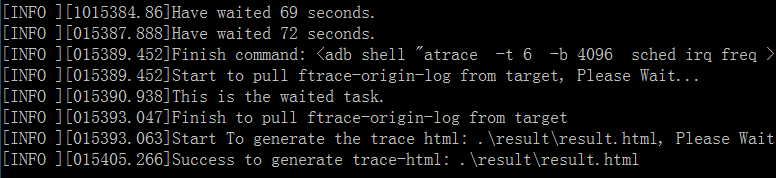 [INFO ][1015384.86]Have waited 69 seconds.
[INFO ][015387.888]Have waited 72 seconds.
[INFO ][015389.452]Finish command: <adb shell "atrace  -t 6  -b 4096  sched irq freq >
[INFO ][015389.452]Start to pull ftrace-origin-log from target, Please Wait...
[INFO ][015390.938]This is the waited task.
[INFO ][015393.047]Finish to pull ftrace-origin-log from target
[INFO ][015393.063]Start To generate the trace html: .\result\result.html, Please Wait
[INFO ][015405.266]Success to generate trace-html: .\result\result.html